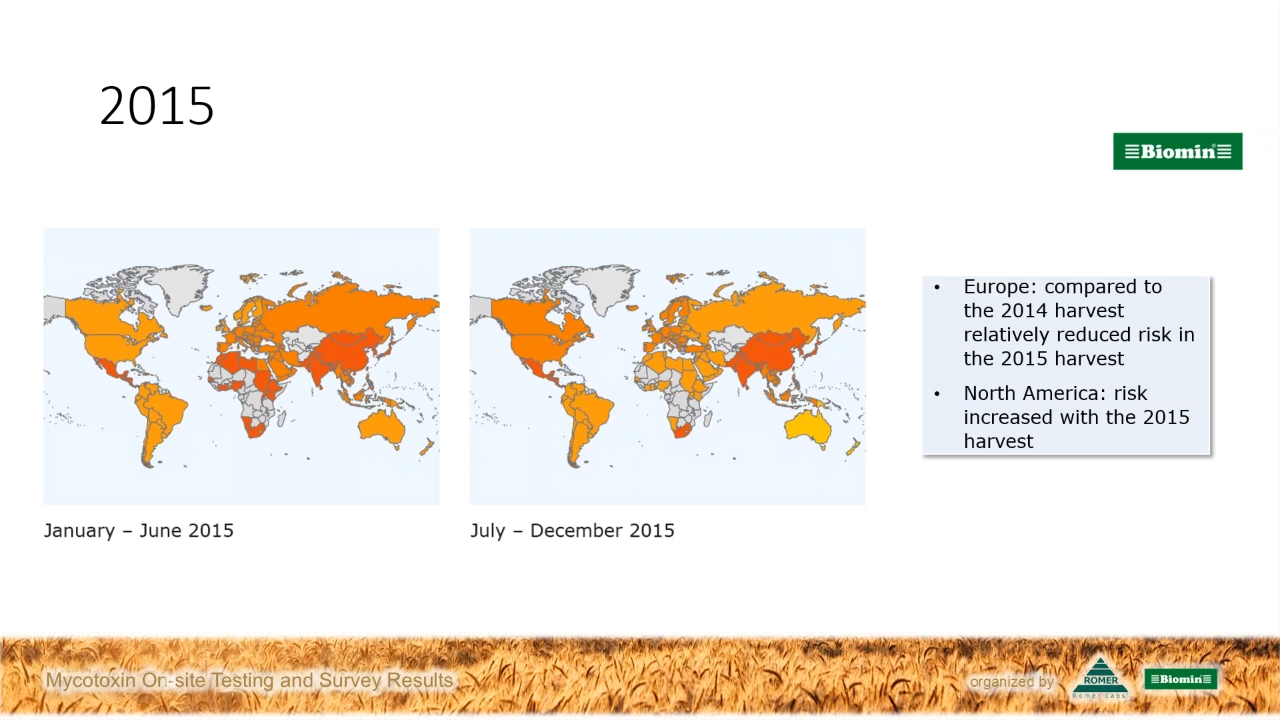 2015
Biomin
• Europe: compared to
the 2014 harvest
relatively reduced risk in
the 2015 harvest
• North America: risk
increased with the 2015
harvest
January – June 2015
July – December 2015
Mycotoxin On-site Testing and Survey Results
organized by
ROMER
Romer Labs
Biomin